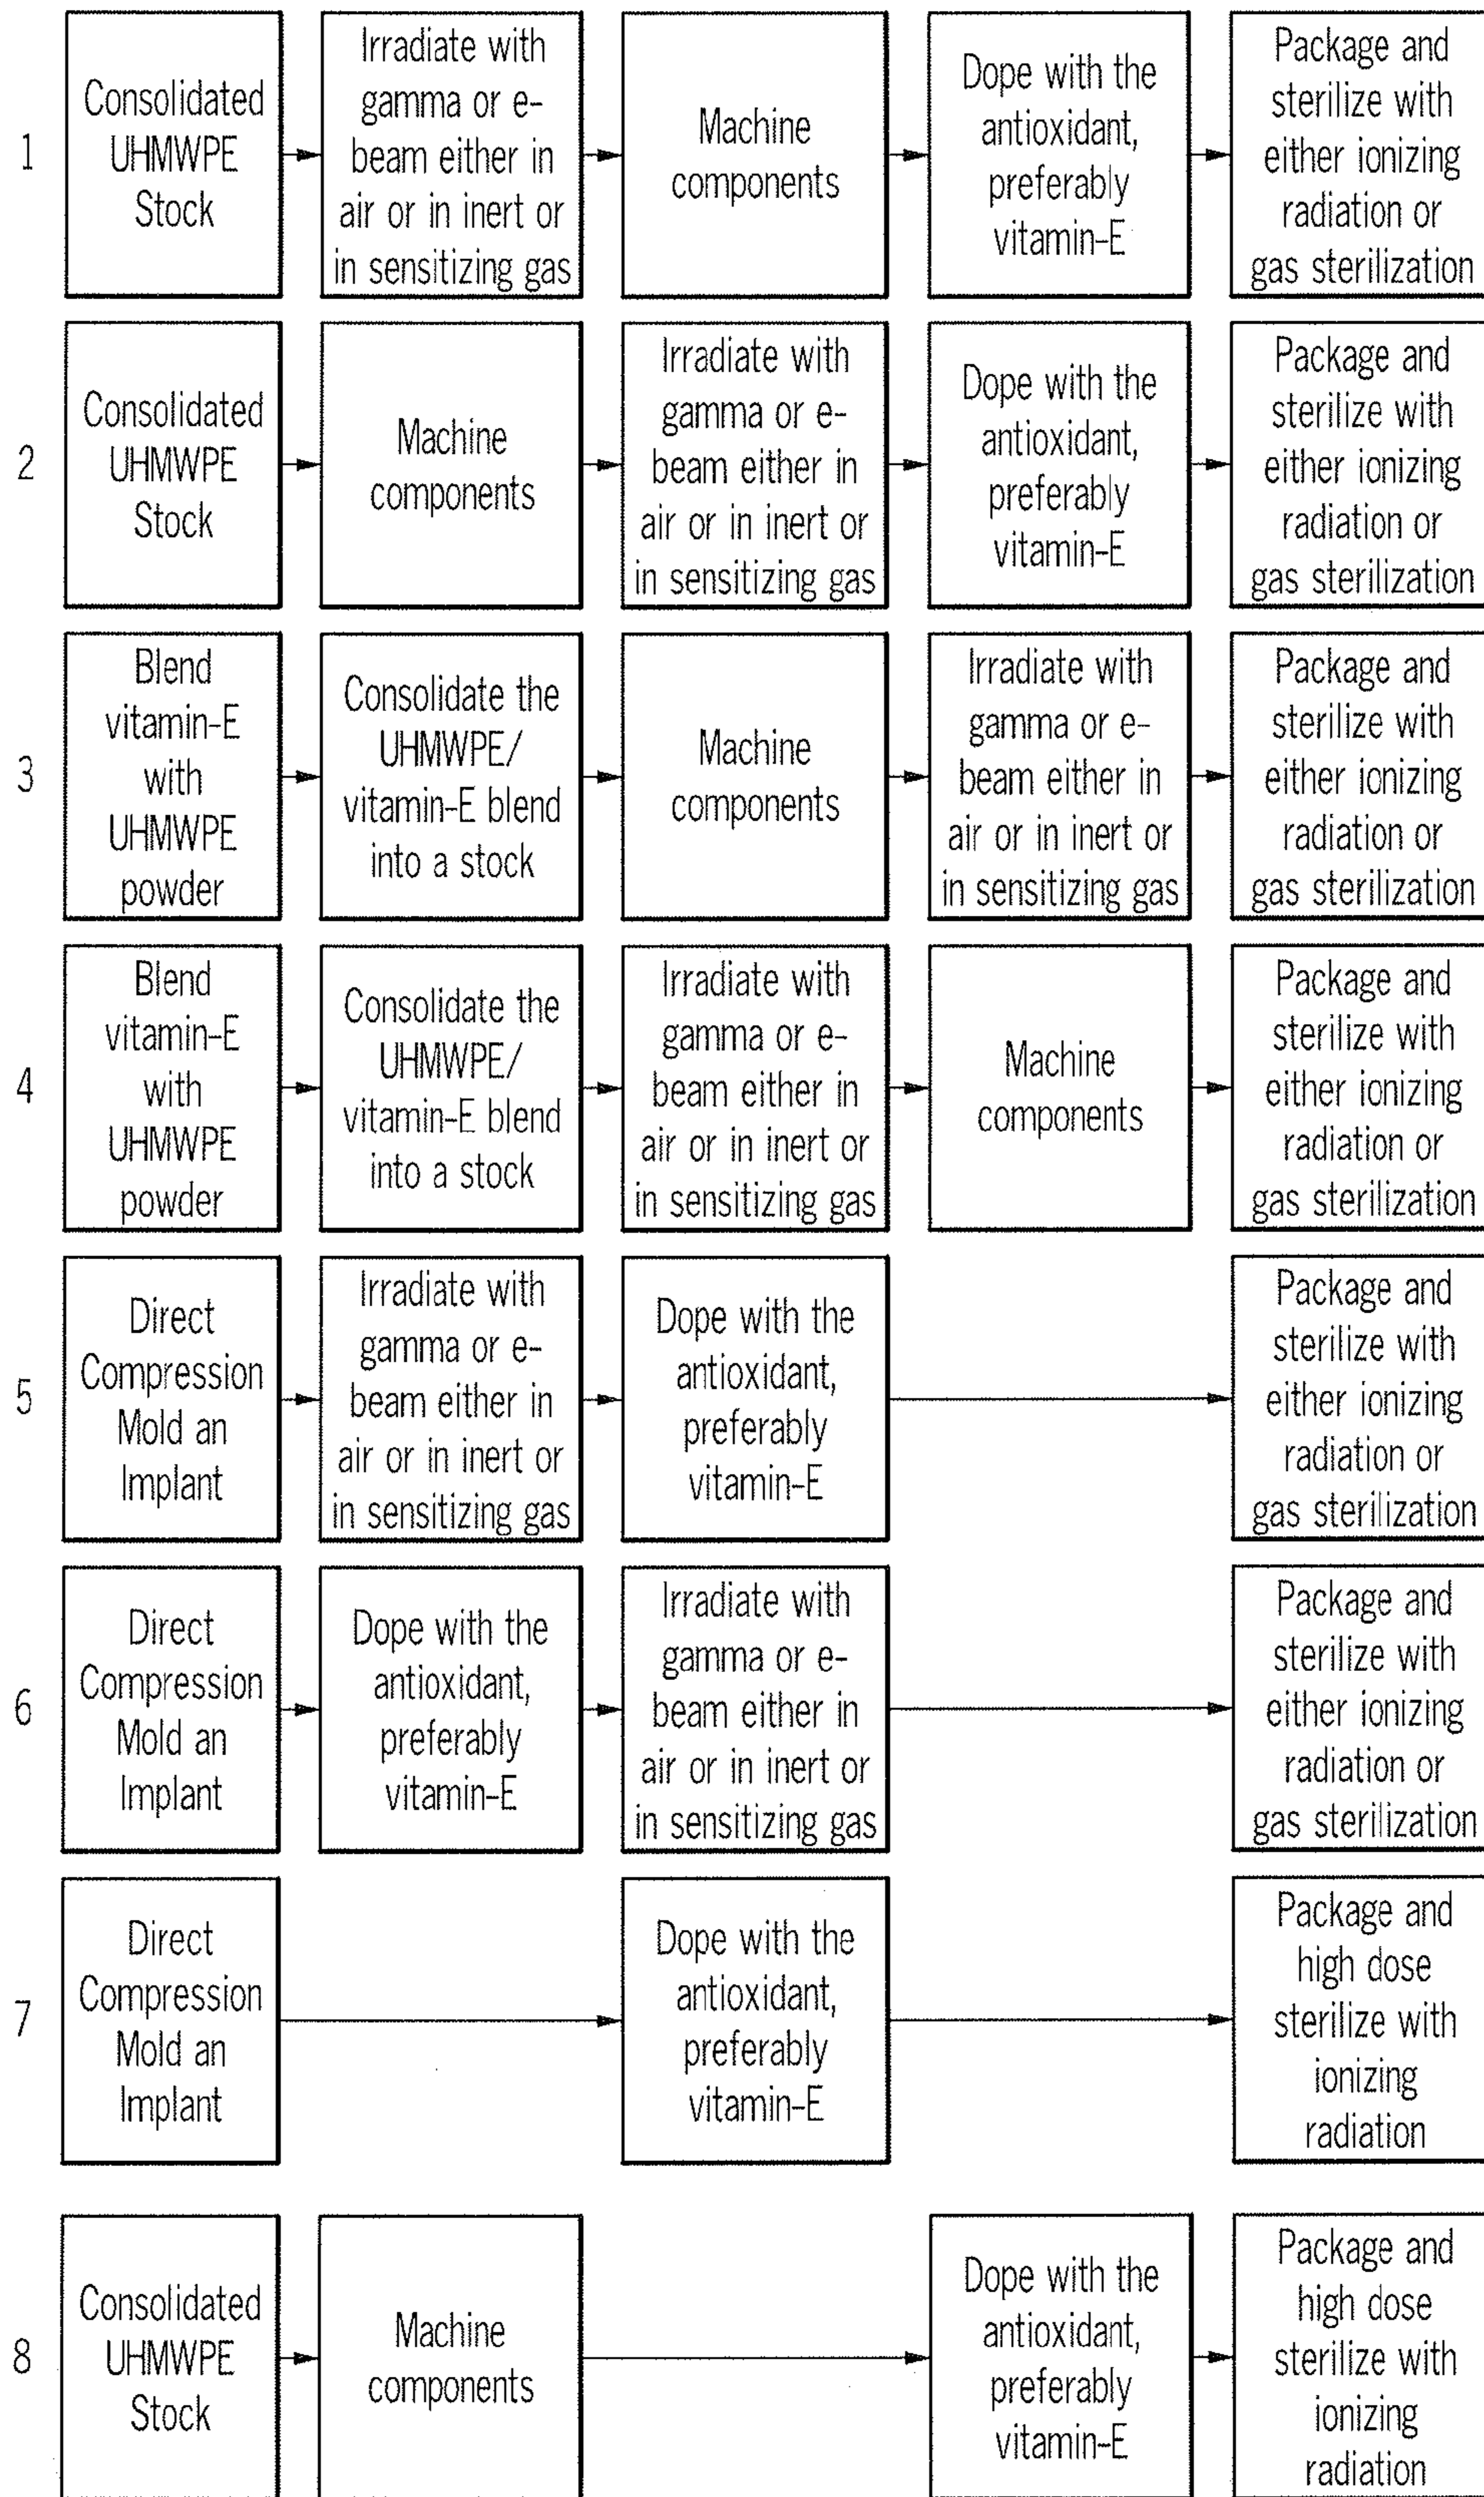 1
Consolidated
UHMWPE
Stock
Irradiate with
gamma or e-
beam either in
air or in inert or
in sensitizing gas
Machine
components
Dope with the
antioxidant,
preferably
vitamin-E
Package and
sterilize with
either ionizing
radiation or
gas sterilization
2
Consolidated
UHMWPE
Stock
Machine
components
Irradiate with
gamma or e-
beam either in
air or in inert or
in sensitizing gas
Dope with the
antioxidant,
preferably
vitamin-E
Package and
sterilize with
either ionizing
radiation or
gas sterilization
3
Blend
vitamin-E
with
UHMWPE
powder
Consolidate the
UHMWPE/
vitamin-E blend
into a stock
Machine
components
Irradiate with
gamma or e-
beam either in
air or in inert or
in sensitizing gas
Package and
sterilize with
either ionizing
radiation or
gas sterilization
4
Blend
vitamin-E
with
UHMWPE
powder
Consolidate the
UHMWPE/
vitamin-E blend
into a stock
Irradiate with
gamma or e-
beam either in
air or in inert or
in sensitizing gas
Machine
components
Package and
sterilize with
either ionizing
radiation or
gas sterilization
5
Direct
Compression
Mold an
Implant
Irradiate with
gamma or e-
beam either in
air or in inert or
in sensitizing gas
Dope with the
antioxidant,
preferably
vitamin-E
Package and
sterilize with
either ionizing
radiation or
gas sterilization
6
Direct
Compression
Mold an
Implant
Dope with the
antioxidant,
preferably
vitamin-E
Irradiate with
gamma or e-
beam either in
air or in inert or
in sensitizing gas
Package and
sterilize with
either ionizing
radiation or
gas sterilization
7
Direct
Compression
Mold an
Implant
Dope with the
antioxidant,
preferably
vitamin-E
Package and
high dose
sterilize with
ionizing
radiation
8
Consolidated
UHMWPE
Stock
Machine
components
Dope with the
antioxidant,
preferably
vitamin-E
Package and
high dose
sterilize with
ionizing
radiation